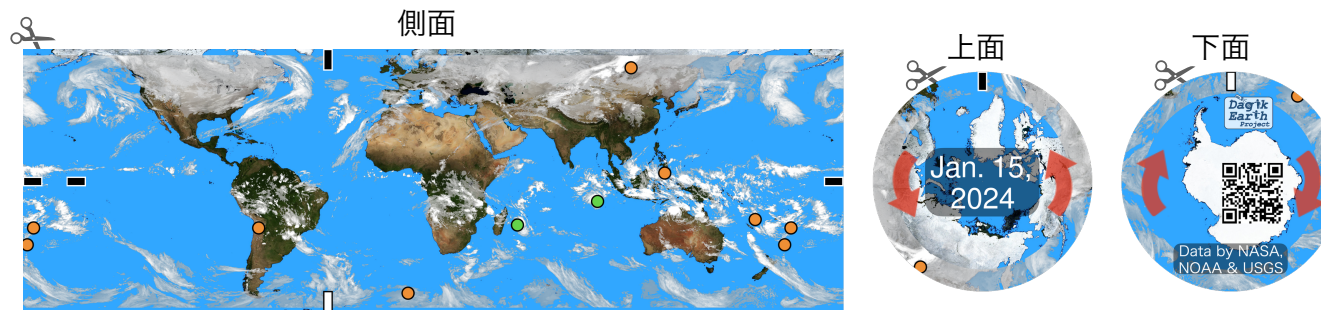 側面
上面
下面
Jan. 15,
2024
Dagik
Earth
Project
Data by NASA,
NOAA & USGS